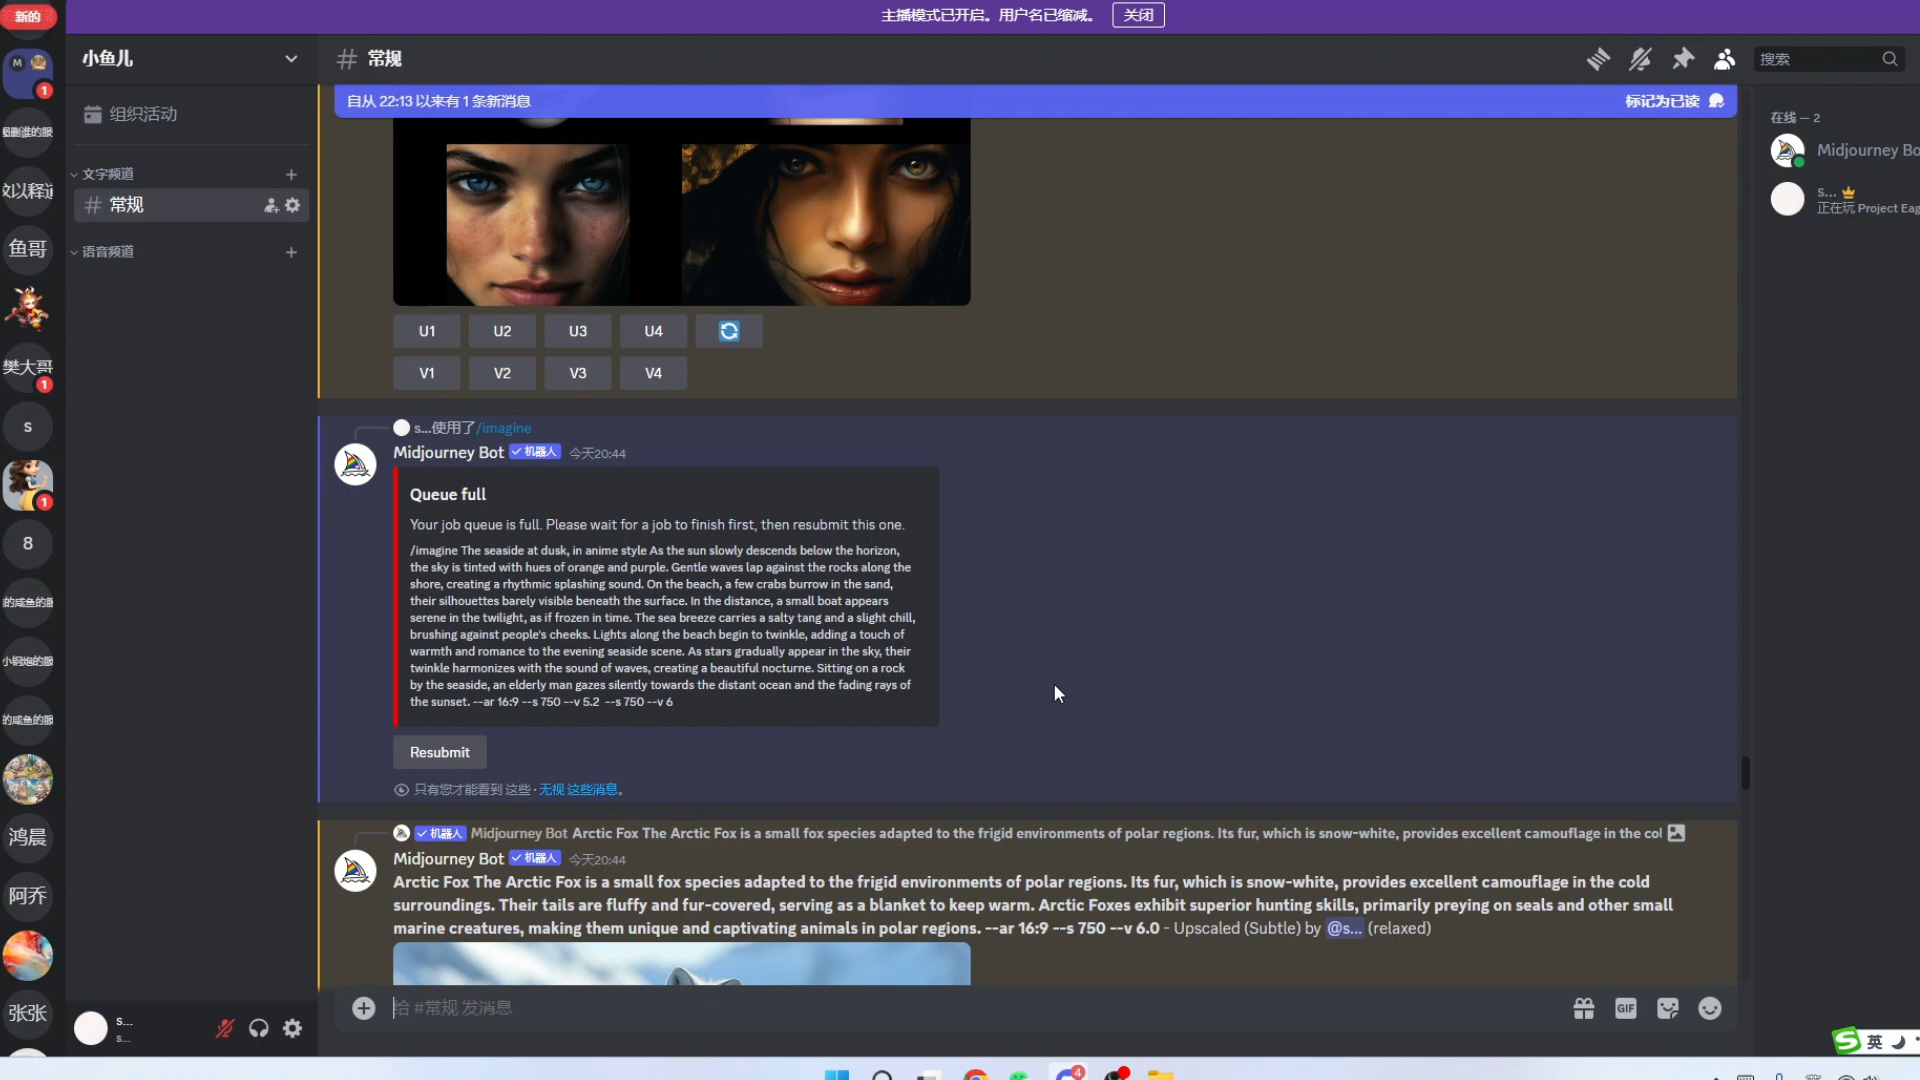 主播模式已开启。用户名已缩减。
关闭
新的
小鱼儿
常规
搜索
组织活动
自从 22:13 以来有 1 条新消息
标记为已读
文字频道
常规
语音频道
在线 – 2
Midjourney Bo
s...
正在玩 Project Eag
M
1
鱼哥
樊大哥
1
s
1
8
的咸鱼的服
的咸鱼的服
鸿晨
阿乔
张张
U1
U2
U3
U4
V1
V2
V3
V4
s...使用了/imagine
Midjourney Bot 机器人 今天20:44
Queue full
Your job queue is full. Please wait for a job to finish first, then resubmit this one.
/imagine The seaside at dusk, in anime style As the sun slowly descends below the horizon,
the sky is tinted with hues of orange and purple. Gentle waves lap against the rocks along the
shore, creating a rhythmic splashing sound. On the beach, a few crabs burrow in the sand,
their silhouettes barely visible beneath the surface. In the distance, a small boat appears
serene in the twilight, as if frozen in time. The sea breeze carries a salty tang and a slight chill,
brushing against people's cheeks. Lights along the beach begin to twinkle, adding a touch of
warmth and romance to the evening seaside scene. As stars gradually appear in the sky, their
twinkle harmonizes with the sound of waves, creating a beautiful nocturne. Sitting on a rock
by the seaside, an elderly man gazes silently towards the distant ocean and the fading rays of
the sunset. --ar 16:9 --s 750 --v 5.2 --s 750 --v 6
Resubmit
只有您才能看到 这些 · 无视 这些消息。
机器人 Midjourney Bot Arctic Fox The Arctic Fox is a small fox species adapted to the frigid environments of polar regions. Its fur, which is snow-white, provides excellent camouflage in the col
Midjourney Bot 机器人 今天20:44
Arctic Fox The Arctic Fox is a small fox species adapted to the frigid environments of polar regions. Its fur, which is snow-white, provides excellent camouflage in the cold
surroundings. Their tails are fluffy and fur-covered, serving as a blanket to keep warm. Arctic Foxes exhibit superior hunting skills, primarily preying on seals and other small
marine creatures, making them unique and captivating animals in polar regions. --ar 16:9 --s 750 --v 6.0 - Upscaled (Subtle) by @s... (relaxed)
给 #常规 发消息
GIF
s...
s...
英
4